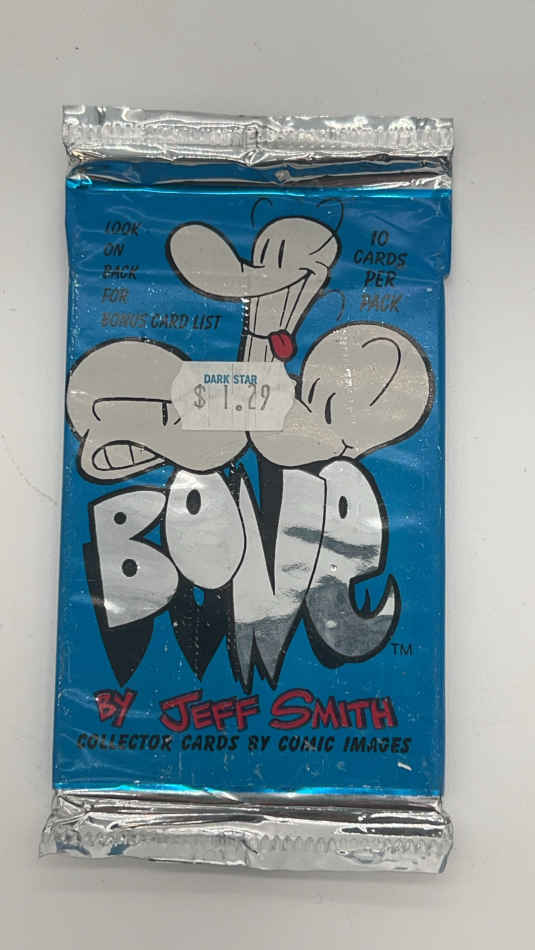 LOOK
ON
BACK
FOR
BONUS CARD LIST
10
CARDS
PER
PACK
DARK STAR
$ 1.29
BONE
TM
BY JEFF SMITH
COLLECTOR CARDS BY COMIC IMAGES